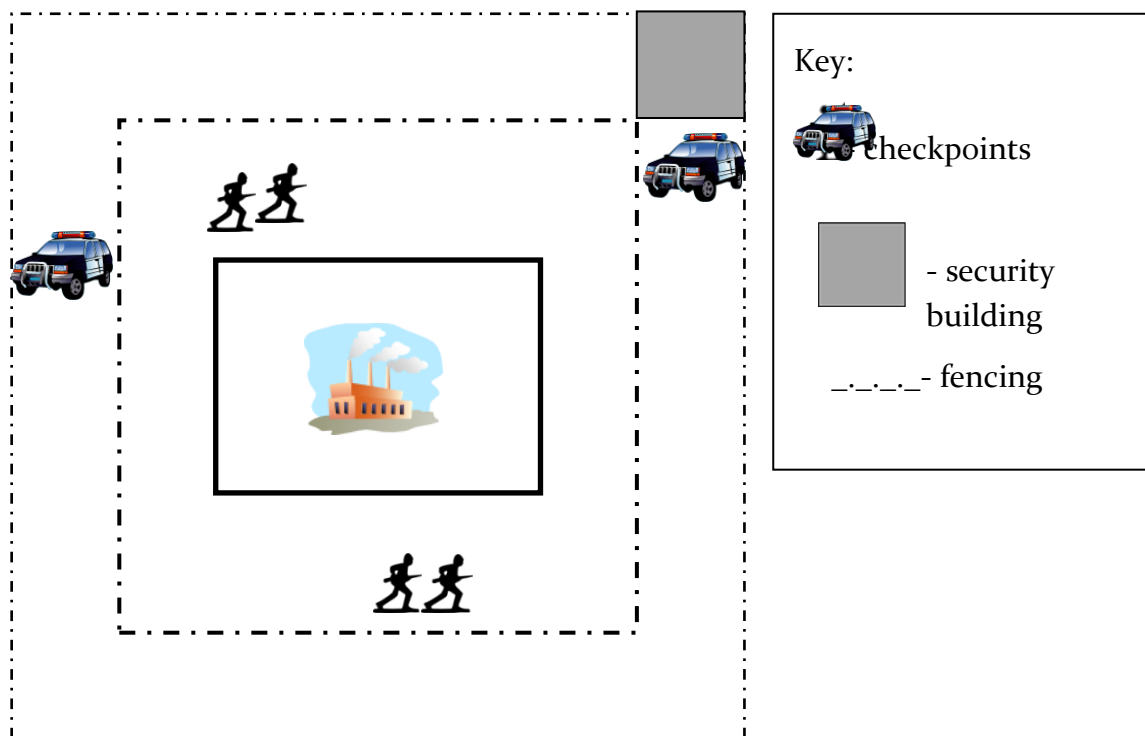 Key:
- checkpoints
- security
building
_._._._- fencing